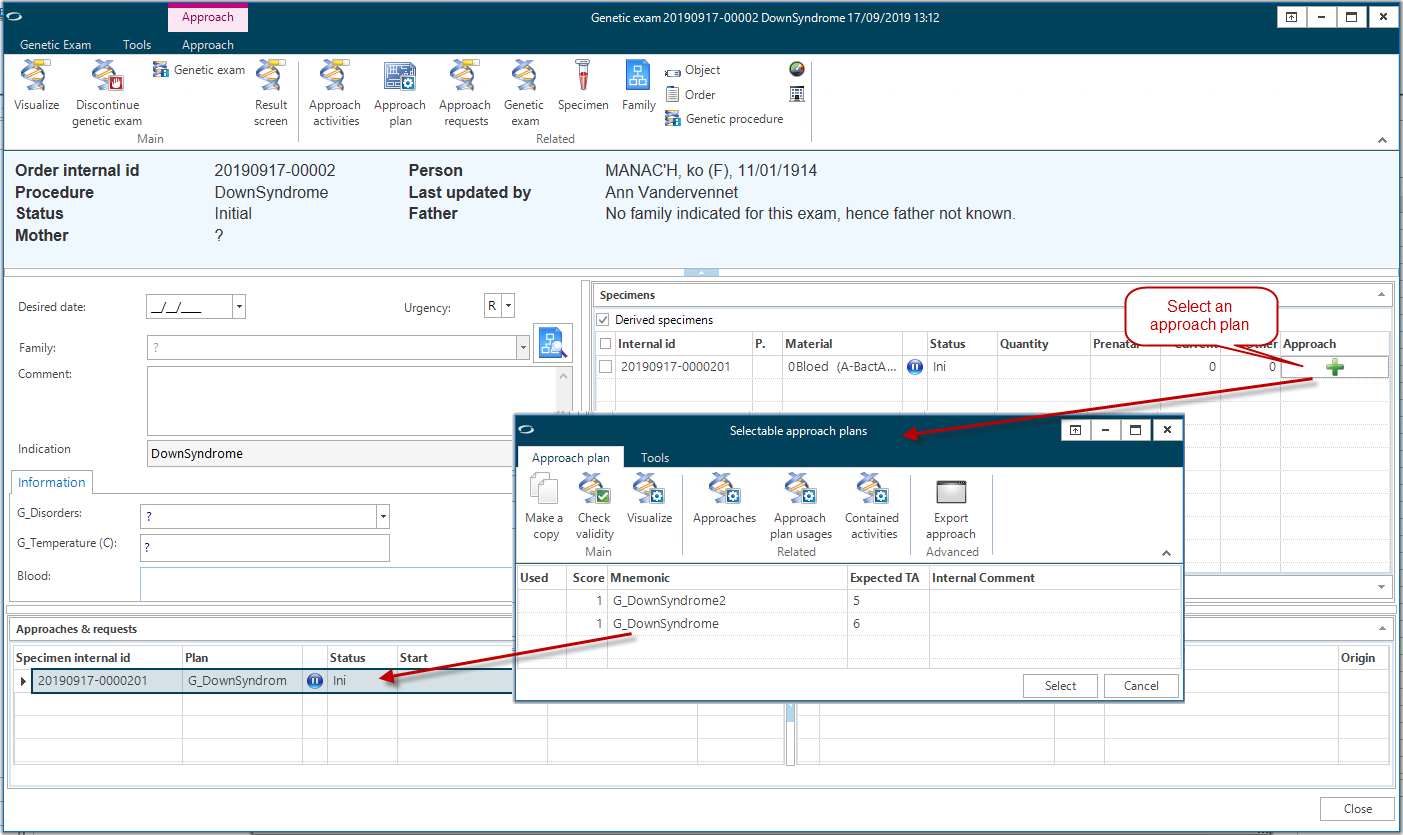 Approach
Genetic exam 20190917-00002 DownSyndrome 17/09/2019 13:12
Genetic Exam Tools Approach
Visualize
Discontinue genetic exam
Genetic exam
Result screen
Main
Approach activities
Approach plan
Approach requests
Genetic exam
Specimen
Family
Object
Order
Genetic procedure
Related
Order internal id 20190917-00002 Person MANAC'H, ko (F), 11/01/1914
Procedure DownSyndrome Last updated by Ann Vandervennet
Status Initial Father No family indicated for this exam, hence father not known.
Mother ?
Desired date: __/__/___ Urgency: R
Family: ?
Comment:
Indication DownSyndrome
Information
G_Disorders: ?
G_Temperature (C): ?
Blood:
Specimens
Derived specimens
Select an
approach plan
Internal id P. Material Status Quantity Prenatal Current Other Approach
20190917-0000201 0Bloed (A-BactA... Ini 0 0
Selectable approach plans
Approach plan Tools
Make a copy
Check validity
Visualize
Main
Approaches
Approach plan usages
Contained activities
Related
Export approach
Advanced
Used Score Mnemonic Expected TA Internal Comment
1 G_DownSyndrome2 5
1 G_DownSyndrome 6
Select Cancel
Approaches & requests
Specimen internal id Plan Status Start Origin
20190917-0000201 G_DownSyndrom Ini
Close